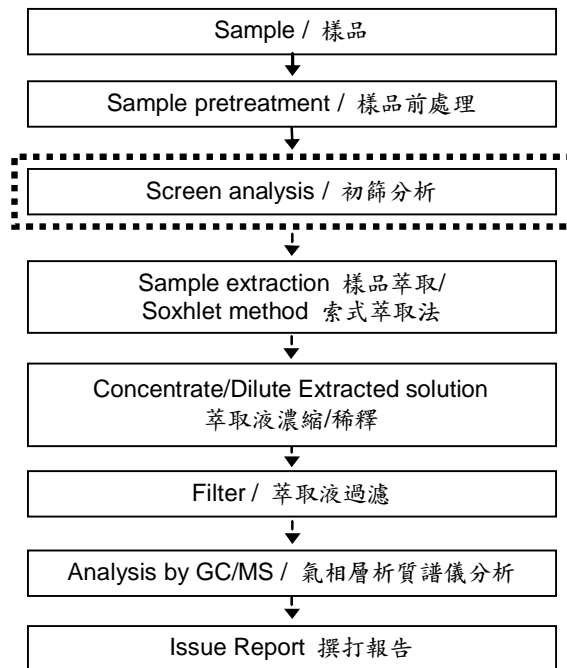 Sample / 樣品
Sample pretreatment / 樣品前處理
Screen analysis / 初篩分析
Sample extraction 樣品萃取/
Soxhlet method 索式萃取法
Concentrate/Dilute Extracted solution
萃取液濃縮/稀釋
Filter / 萃取液過濾
Analysis by GC/MS / 氣相層析質譜儀分析
Issue Report 撰打報告